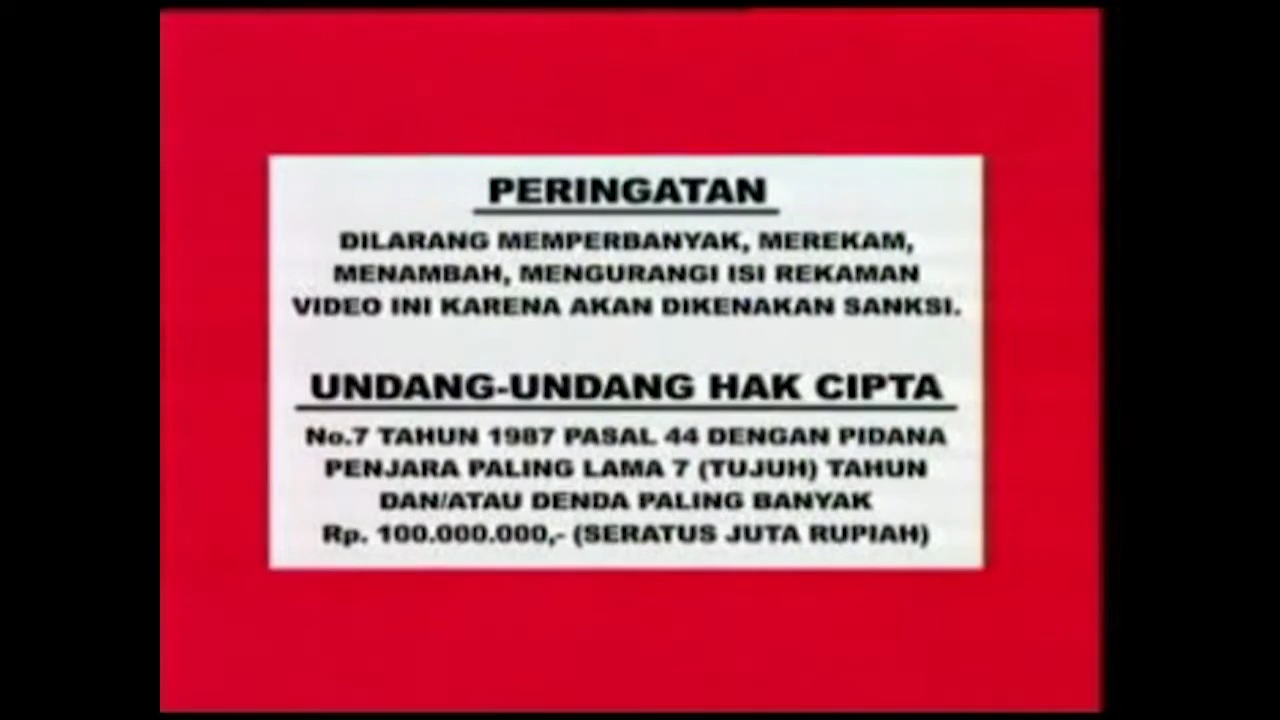 PERINGATAN
DILARANG MEMPERBANYAK, MEREKAM,
MENAMBAH, MENGURANGI ISI REKAMAN
VIDEO INI KARENA AKAN DIKENAKAN SANKSI.
UNDANG-UNDANG HAK CIPTA
No.7 TAHUN 1987 PASAL 44 DENGAN PIDANA
PENJARA PALING LAMA 7 (TUJUH) TAHUN
DAN/ATAU DENDA PALING BANYAK
Rp. 100.000.000,- (SERATUS JUTA RUPIAH)